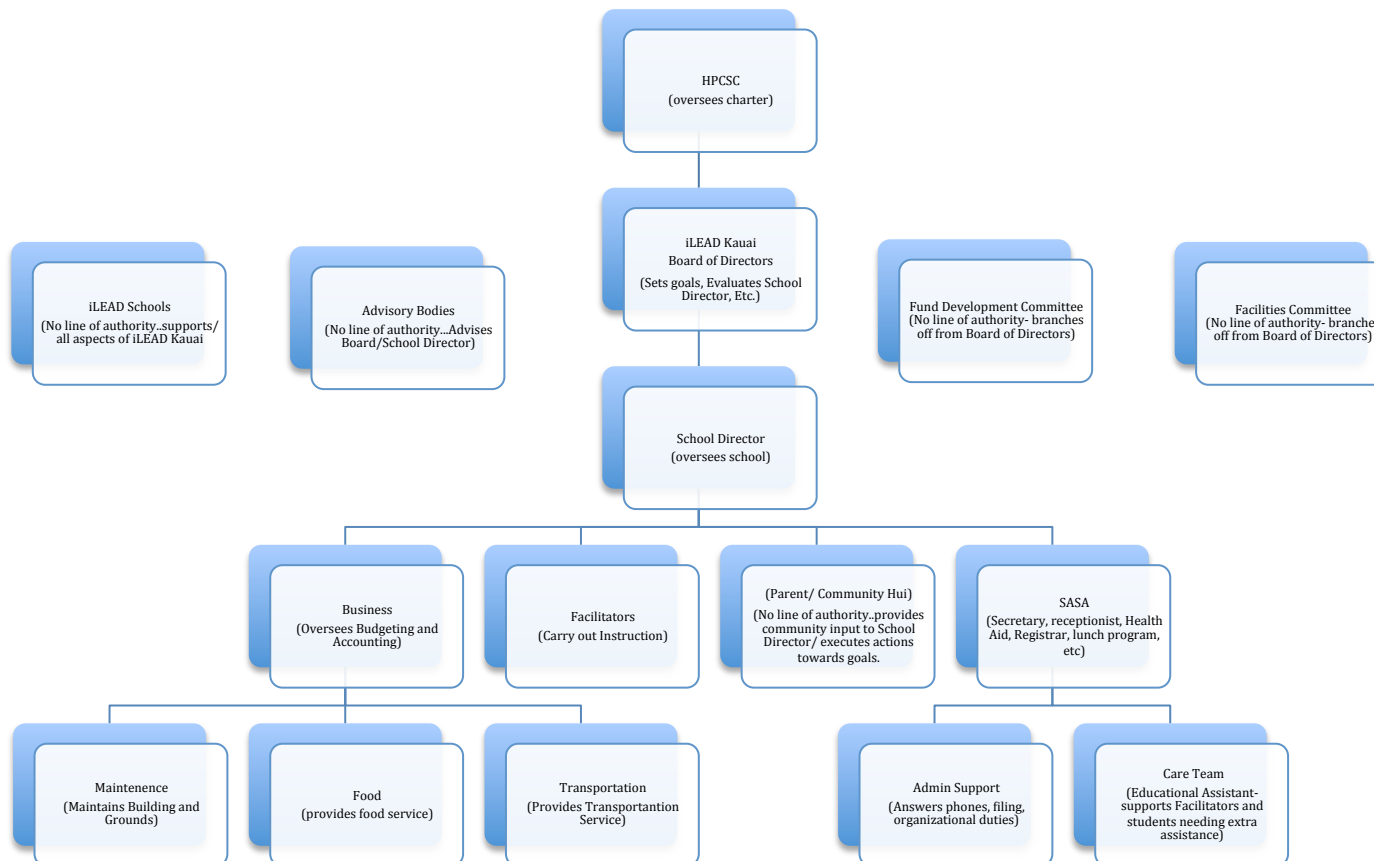 HPCSC
(oversees charter)
iLEAD Kauai
Board of Directors
(Sets goals, Evaluates School
Director, Etc.)
iLEAD Schools
(No line of authority..supports/
all aspects of iLEAD Kauai
Advisory Bodies
(No line of authority...Advises
Board/School Director)
Fund Development Committee
(No line of authority- branches
off from Board of Directors)
Facilities Committee
(No line of authority- branche
off from Board of Directors)
School Director
(oversees school)
Business
(Oversees Budgeting and
Accounting)
Facilitators
(Carry out Instruction)
(Parent/ Community Hui)
(No line of authority..provides
community input to School
Director/ executes actions
towards goals.
SASA
(Secretary, receptionist, Health
Aid, Registrar, lunch program,
etc)
Maintenence
(Maintains Building and
Grounds)
Food
(provides food service)
Transportation
(Provides Transportantion
Service)
Admin Support
(Answers phones, filing,
organizational duties)
Care Team
(Educational Assistant-
supports Facilitators and
students needing extra
assistance)